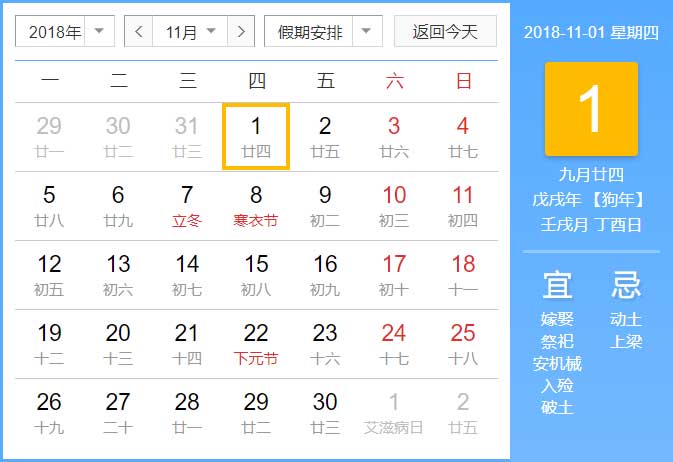 2018年 11月 假期安排 返回今天
一 二 三 四 五 六 日
29 30 31 1 2 3 4
廿一 廿二 廿三 廿四 廿五 廿六 廿七
5 6 7 8 9 10 11
廿八 廿九 立冬 寒衣节 初二 初三 初四
12 13 14 15 16 17 18
初五 初六 初七 初八 初九 初十 十一
19 20 21 22 23 24 25
十二 十三 十四 下元节 十六 十七 十八
26 27 28 29 30 1 2
十九 二十 廿一 廿二 廿三 艾滋病日 廿五
2018-11-01 星期四
1
九月廿四
戊戌年 【狗年】
壬戌月 丁酉日
宜 忌
嫁娶 动土
祭祀 上梁
安机械
入殓
破土